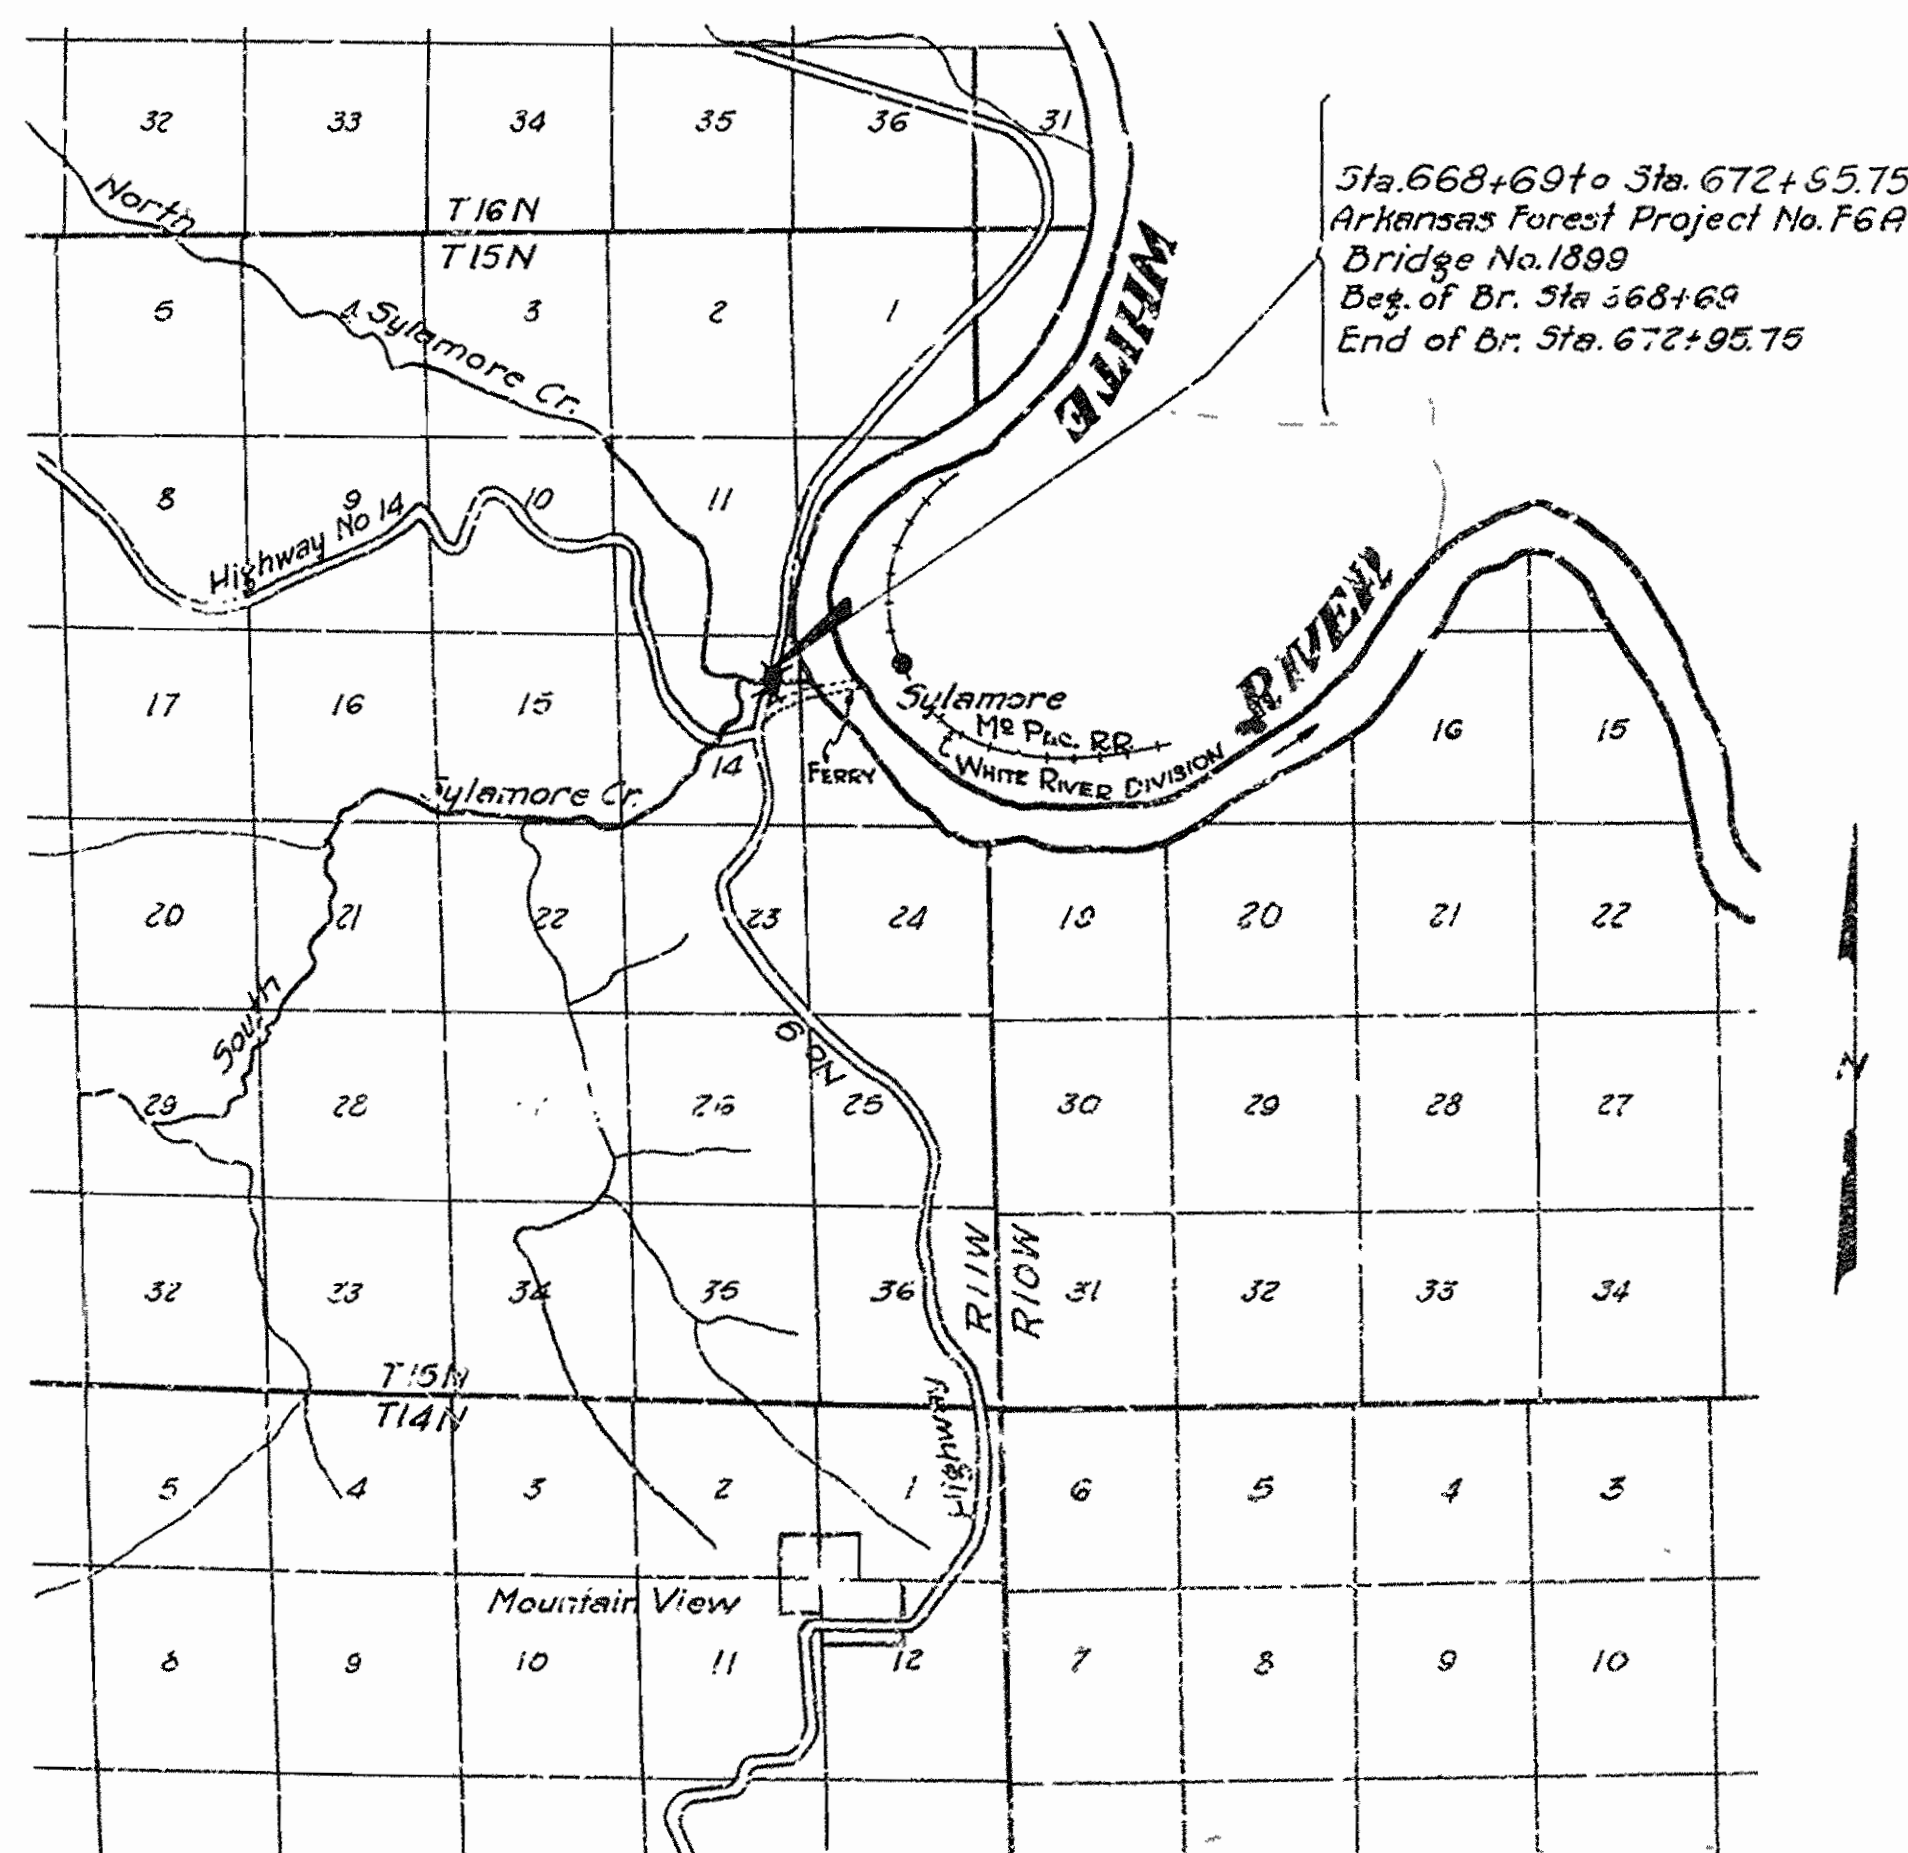 32 33 34 35 36 31
North
T16N
T15N
5 4 3 2 1
Sylamore Cr.
WHITE
Sta. 668+69 to Sta. 672+95.75
Arkansas Forest Project No. F6A
Bridge No. 1899
Beg. of Br. Sta 668+69
End of Br. Sta. 672+95.75
8 9 10 11
Highway No 14
RIVER
17 16 15
Sylamore
Mo Pac. RR.
WHITE RIVER DIVISION
16 15
14
FERRY
Sylamore Cr.
20 21 22 23 24 19 20 21 22
South
No 9
N
29 28 26 25 30 29 28 27
R11W
R10W
32 33 34 35 36 31 32 33 34
T15N
T14N
Highway
5 4 3 2 1 6 5 4 3
Mountain View
8 9 10 11 12 7 8 9 10